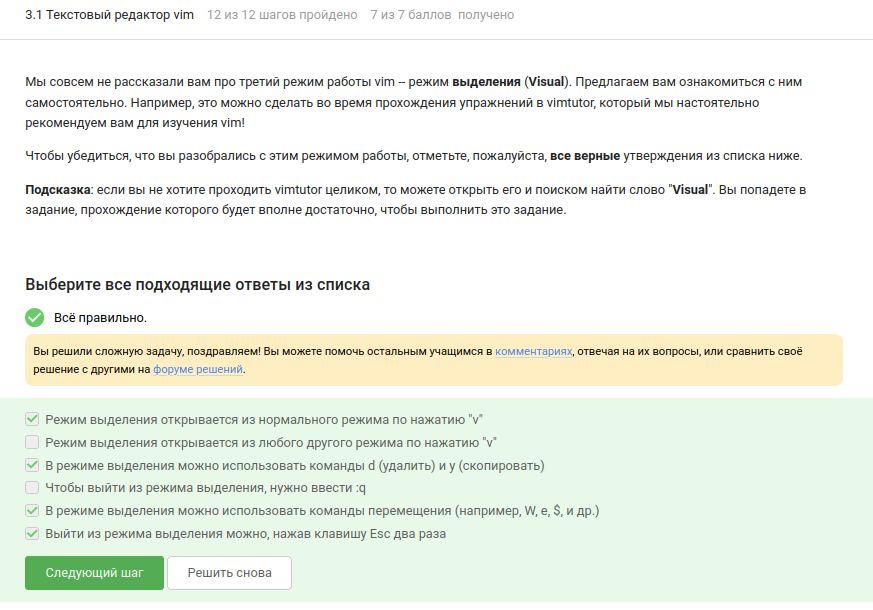 3.1 Текстовый редактор vim 12 из 12 шагов пройдено 7 из 7 баллов получено
Мы совсем не рассказали вам про третий режим работы vim -- режим выделения (Visual). Предлагаем вам ознакомиться с ним
самостоятельно. Например, это можно сделать во время прохождения упражнений в vimtutor, который мы настоятельно
рекомендуем вам для изучения vim!
Чтобы убедиться, что вы разобрались с этим режимом работы, отметьте, пожалуйста, все верные утверждения из списка ниже.
Подсказка: если вы не хотите проходить vimtutor целиком, то можете открыть его и поиском найти слово "Visual". Вы попадете в
задание, прохождение которого будет вполне достаточно, чтобы выполнить это задание.
Выберите все подходящие ответы из списка
Всё правильно.
Вы решили сложную задачу, поздравляем! Вы можете помочь остальным учащимся в комментариях, отвечая на их вопросы, или сравнить своё
решение с другими на форуме решений.
Режим выделения открывается из нормального режима по нажатию "v"
Режим выделения открывается из любого другого режима по нажатию "v"
В режиме выделения можно использовать команды d (удалить) и y (скопировать)
Чтобы выйти из режима выделения, нужно ввести :q
В режиме выделения можно использовать команды перемещения (например, W, e, $, и др.)
Выйти из режима выделения можно, нажав клавишу Esc два раза
Следующий шаг Решить снова